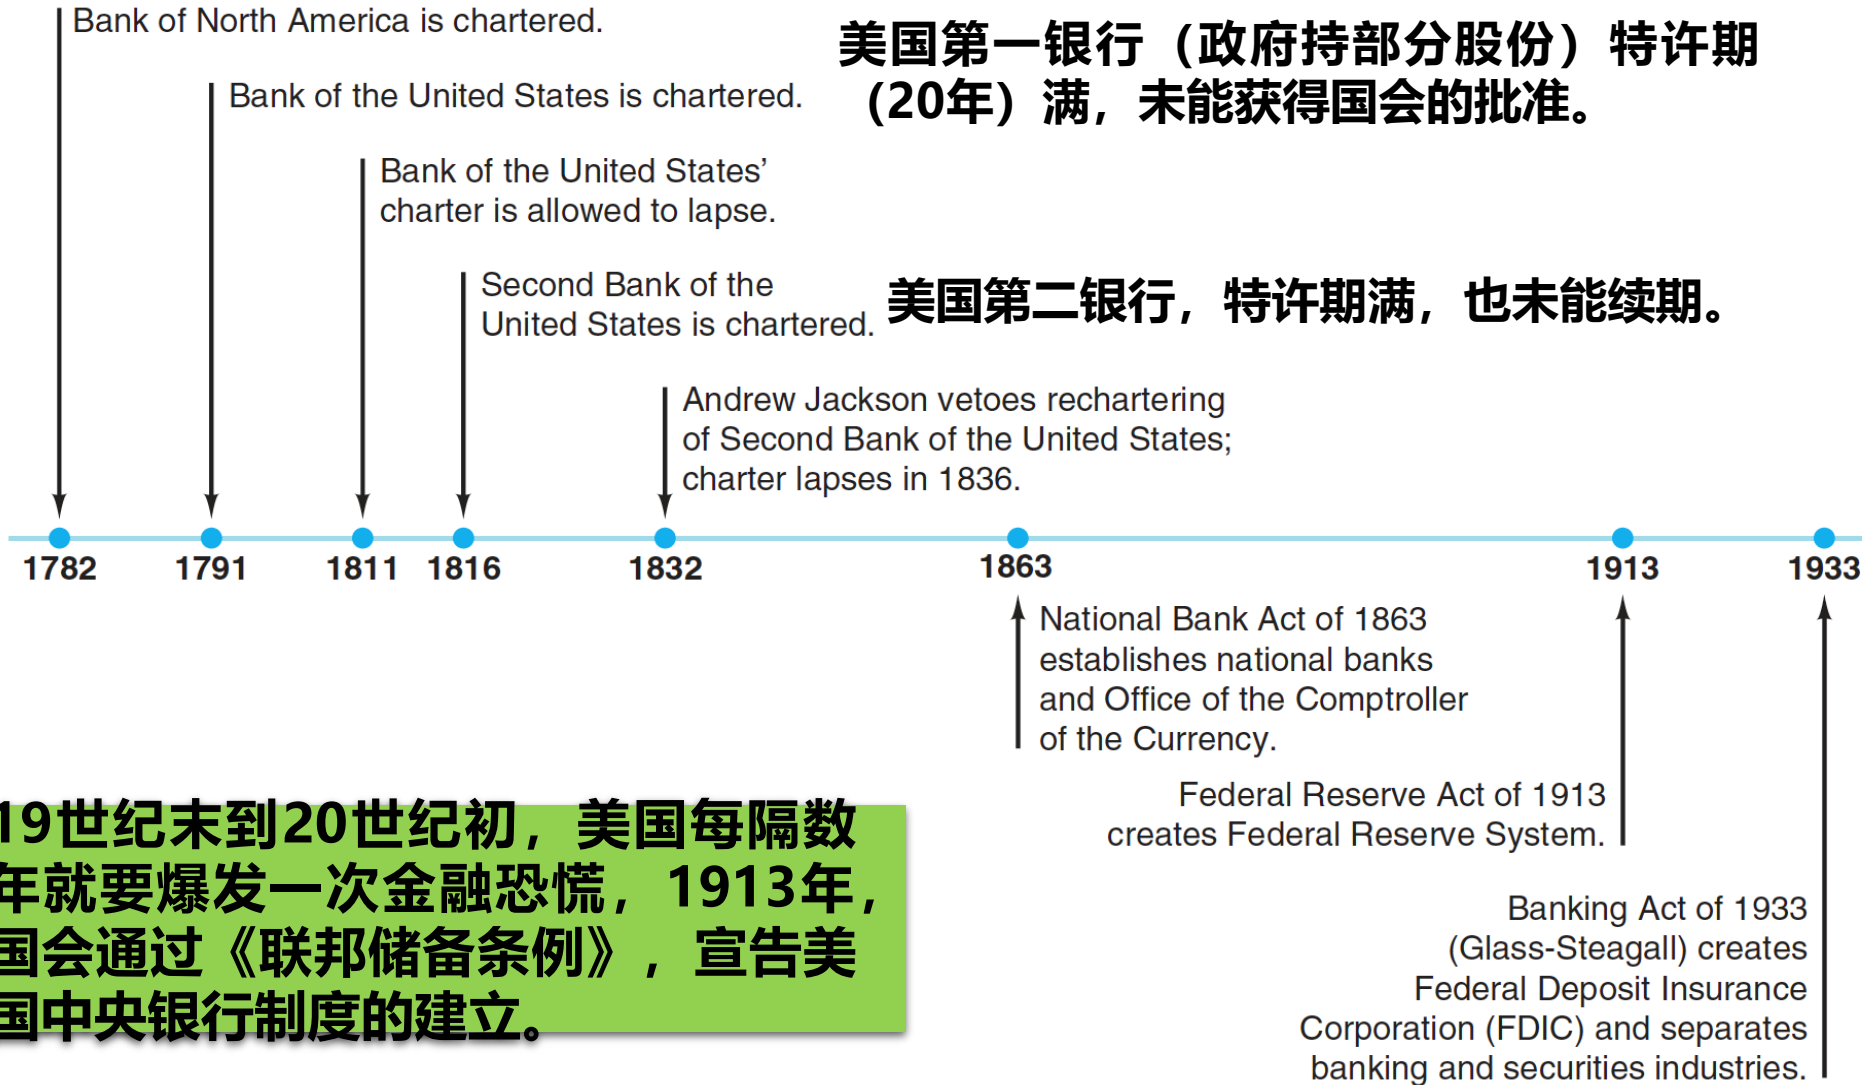 Bank of North America is chartered.
美国第一银行（政府持部分股份）特许期
（20年）满，未能获得国会的批准。
Bank of the United States is chartered.
Bank of the United States’
charter is allowed to lapse.
Second Bank of the
United States is chartered.
美国第二银行，特许期满，也未能续期。
Andrew Jackson vetoes rechartering
of Second Bank of the United States;
charter lapses in 1836.
1782 1791 1811 1816 1832 1863 1913 1933
National Bank Act of 1863
establishes national banks
and Office of the Comptroller
of the Currency.
Federal Reserve Act of 1913
creates Federal Reserve System.
Banking Act of 1933
(Glass-Steagall) creates
Federal Deposit Insurance
Corporation (FDIC) and separates
banking and securities industries.
19世纪末到20世纪初，美国每隔数
年就要爆发一次金融恐慌，1913年，
国会通过《联邦储备条例》，宣告美
国中央银行制度的建立。